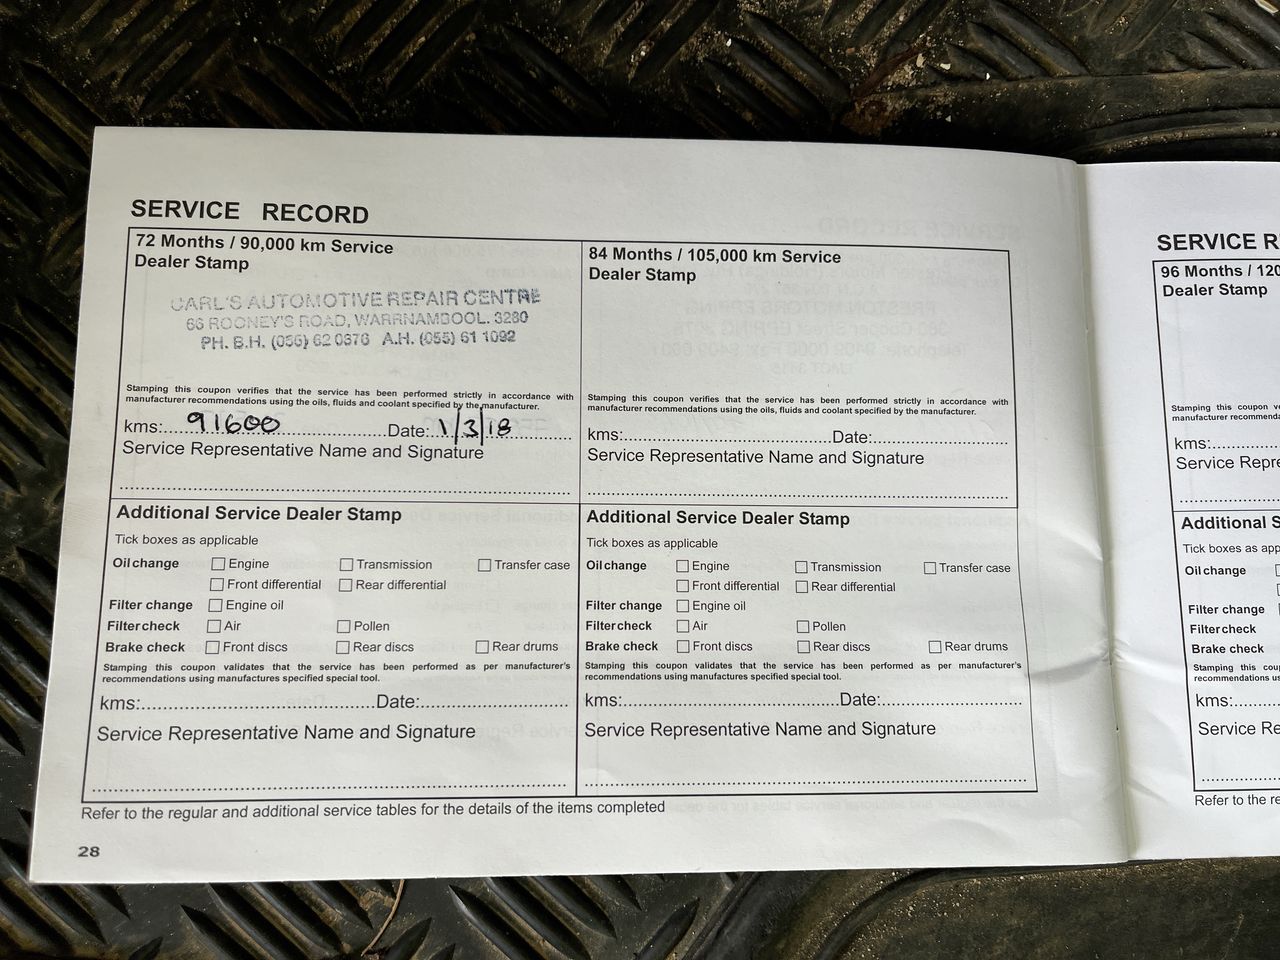 SERVICE RECORD
72 Months / 90,000 km Service
Dealer Stamp
CARL'S AUTOMOTIVE REPAIR CENTRE
66 ROONEY'S ROAD, WARRNAMBOOL. 3280
PH. B.H. (055) 62 0676 A.H. (055) 61 1092
Stamping this coupon verifies that the service has been performed strictly in accordance with
manufacturer recommendations using the oils, fluids and coolant specified by the manufacturer.
kms:....91600....Date: 1/3/18
Service Representative Name and Signature
Additional Service Dealer Stamp
Tick boxes as applicable
Oil change ☐ Engine ☐ Transmission ☐ Transfer case
☐ Front differential ☐ Rear differential
Filter change ☐ Engine oil
Filter check ☐ Air ☐ Pollen
Brake check ☐ Front discs ☐ Rear discs ☐ Rear drums
Stamping this coupon validates that the service has been performed as per manufacturer's
recommendations using manufactures specified special tool.
kms:....Date:....
Service Representative Name and Signature
84 Months / 105,000 km Service
Dealer Stamp
Stamping this coupon verifies that the service has been performed strictly in accordance with
manufacturer recommendations using the oils, fluids and coolant specified by the manufacturer.
kms:....Date:....
Service Representative Name and Signature
Additional Service Dealer Stamp
Tick boxes as applicable
Oil change ☐ Engine ☐ Transmission ☐ Transfer case
☐ Front differential ☐ Rear differential
Filter change ☐ Engine oil
Filter check ☐ Air ☐ Pollen
Brake check ☐ Front discs ☐ Rear discs ☐ Rear drums
Stamping this coupon validates that the service has been performed as per manufacturer's
recommendations using manufactures specified special tool.
kms:....Date:....
Service Representative Name and Signature
Refer to the regular and additional service tables for the details of the items completed
28
SERVICE R
96 Months / 120
Dealer Stamp
Stamping this coupon v
manufacturer recommenda
kms:....
Service Repre
Additional S
Tick boxes as app
Oil change
Filter change
Filter check
Brake check
Stamping this cou
recommendations us
kms:....
Service Re
Refer to the re